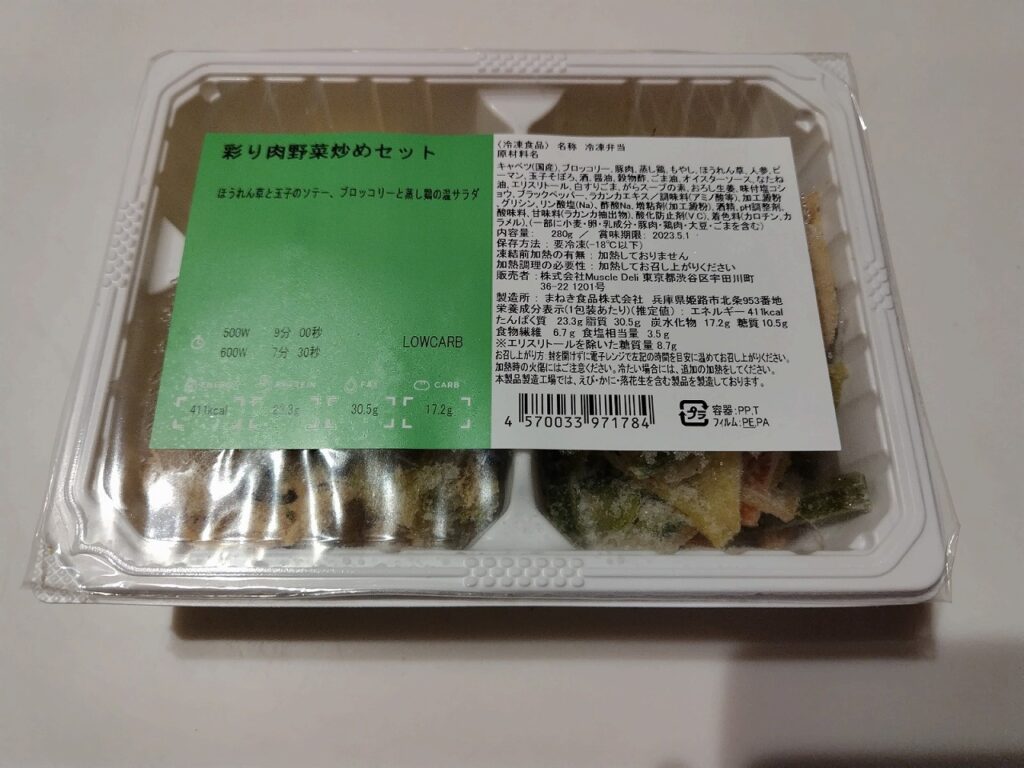 彩り肉野菜炒めセット
ほうれん草と玉子のソテー、ブロッコリーと蒸し鶏の温サラダ
500W 9分 00秒
600W 7分 30秒
LOWCARB
ENERGY PROTEIN FAT CARB
411kcal 23.3g 30.5g 17.2g
〈冷凍食品〉 名称 冷凍弁当
原材料名
キャベツ(国産)、ブロッコリー、豚肉、蒸し鶏、もやし、ほうれん草、人参、ピ
ーマン、玉子そぼろ、酒、醤油、穀物酢、ごま油、オイスターソース、なたね
油、エリスリトール、白すりごま、がらスープの素、おろし生姜、味付塩コショ
ウ、ブラックペッパー、ラカンカエキス／調味料(アミノ酸等)、加工澱粉
、グリシン、リン酸塩(Na)、酢酸Na、増粘剤(加工澱粉)、酒精、pH調整剤、
酸味料、甘味料(ラカンカ抽出物)、酸化防止剤(V.C)、着色料(カロチン、カ
ラメル)、(一部に小麦・卵・乳成分・豚肉・鶏肉・大豆・ごまを含む)
内容量： 280g ／ 賞味期限： 2023.5.1
保存方法 ： 要冷凍(-18℃以下)
凍結前加熱の有無 ： 加熱しておりません
加熱調理の必要性 ： 加熱してお召し上がりください
販売者 ： 株式会社Muscle Deli 東京都渋谷区宇田川町
36-22 1201号
製造所 ： まねき食品株式会社 兵庫県姫路市北条953番地
栄養成分表示(1包装あたり)(推定値) ： エネルギー 411kcal
たんぱく質 23.3g 脂質 30.5g 炭水化物 17.2g 糖質 10.5g
食物繊維 6.7g 食塩相当量 3.5g
※エリスリトールを除いた糖質量 8.7g
お召し上がり方 封を開けずに電子レンジで左記の時間を目安に温めてお召し上がりください。
加熱時の火傷にはご注意ください。冷たい場合には、追加の加熱をしてください。
本製品製造工場では、えび・かに・落花生を含む製品を製造しております。
4 570033 971784
プラ 容器:PP.T
フィルム:PE,PA